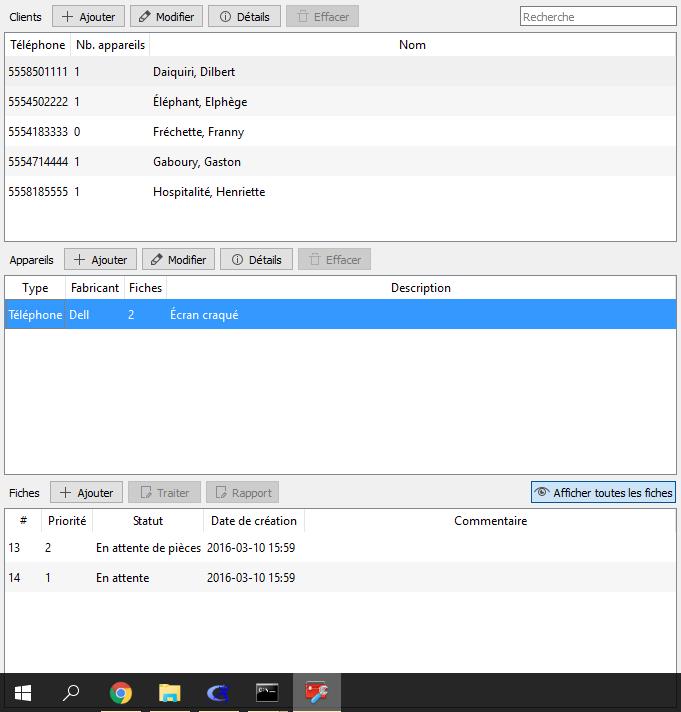 Clients Ajouter Modifier Détails Effacer Recherche
Téléphone Nb. appareils Nom
5558501111 1 Daiquiri, Dilbert
5554502222 1 Éléphant, Elphège
5554183333 0 Fréchette, Franny
5554714444 1 Gaboury, Gaston
5558185555 1 Hospitalité, Henriette
Appareils Ajouter Modifier Détails Effacer
Type Fabricant Fiches Description
Téléphone Dell 2 Écran craqué
Fiches Ajouter Traiter Rapport Afficher toutes les fiches
# Priorité Statut Date de création Commentaire
13 2 En attente de pièces 2016-03-10 15:59
14 1 En attente 2016-03-10 15:59